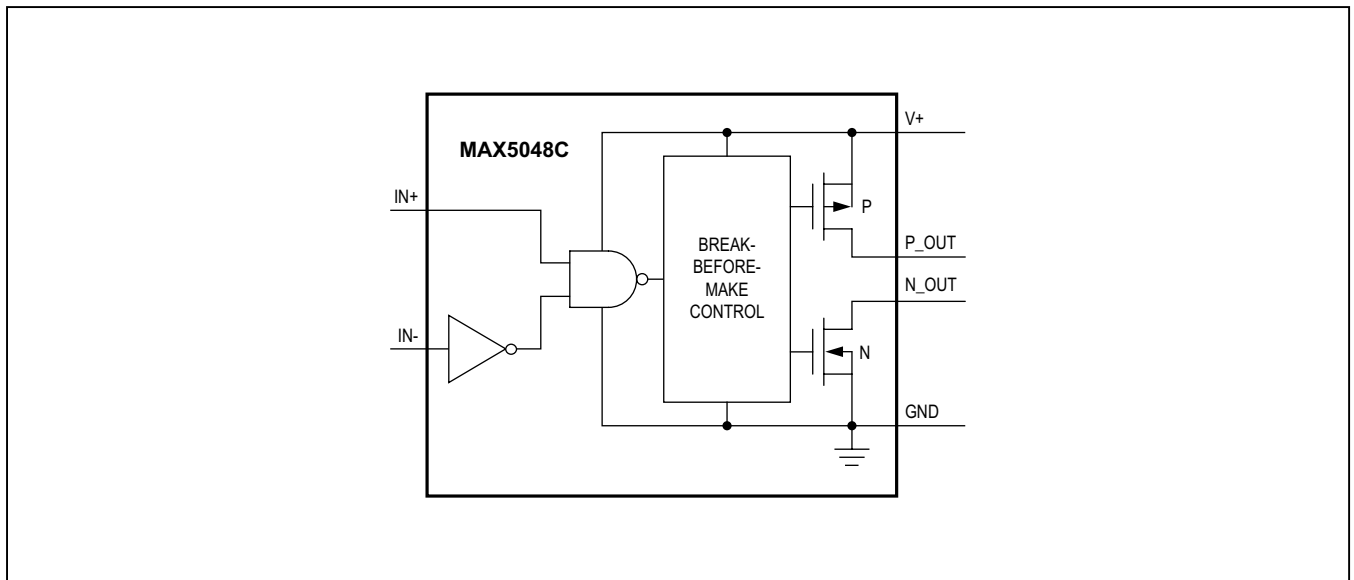 MAX5048C
V+
IN+
P
BREAK-
BEFORE-
MAKE
CONTROL
P_OUT
N_OUT
IN-
N
GND